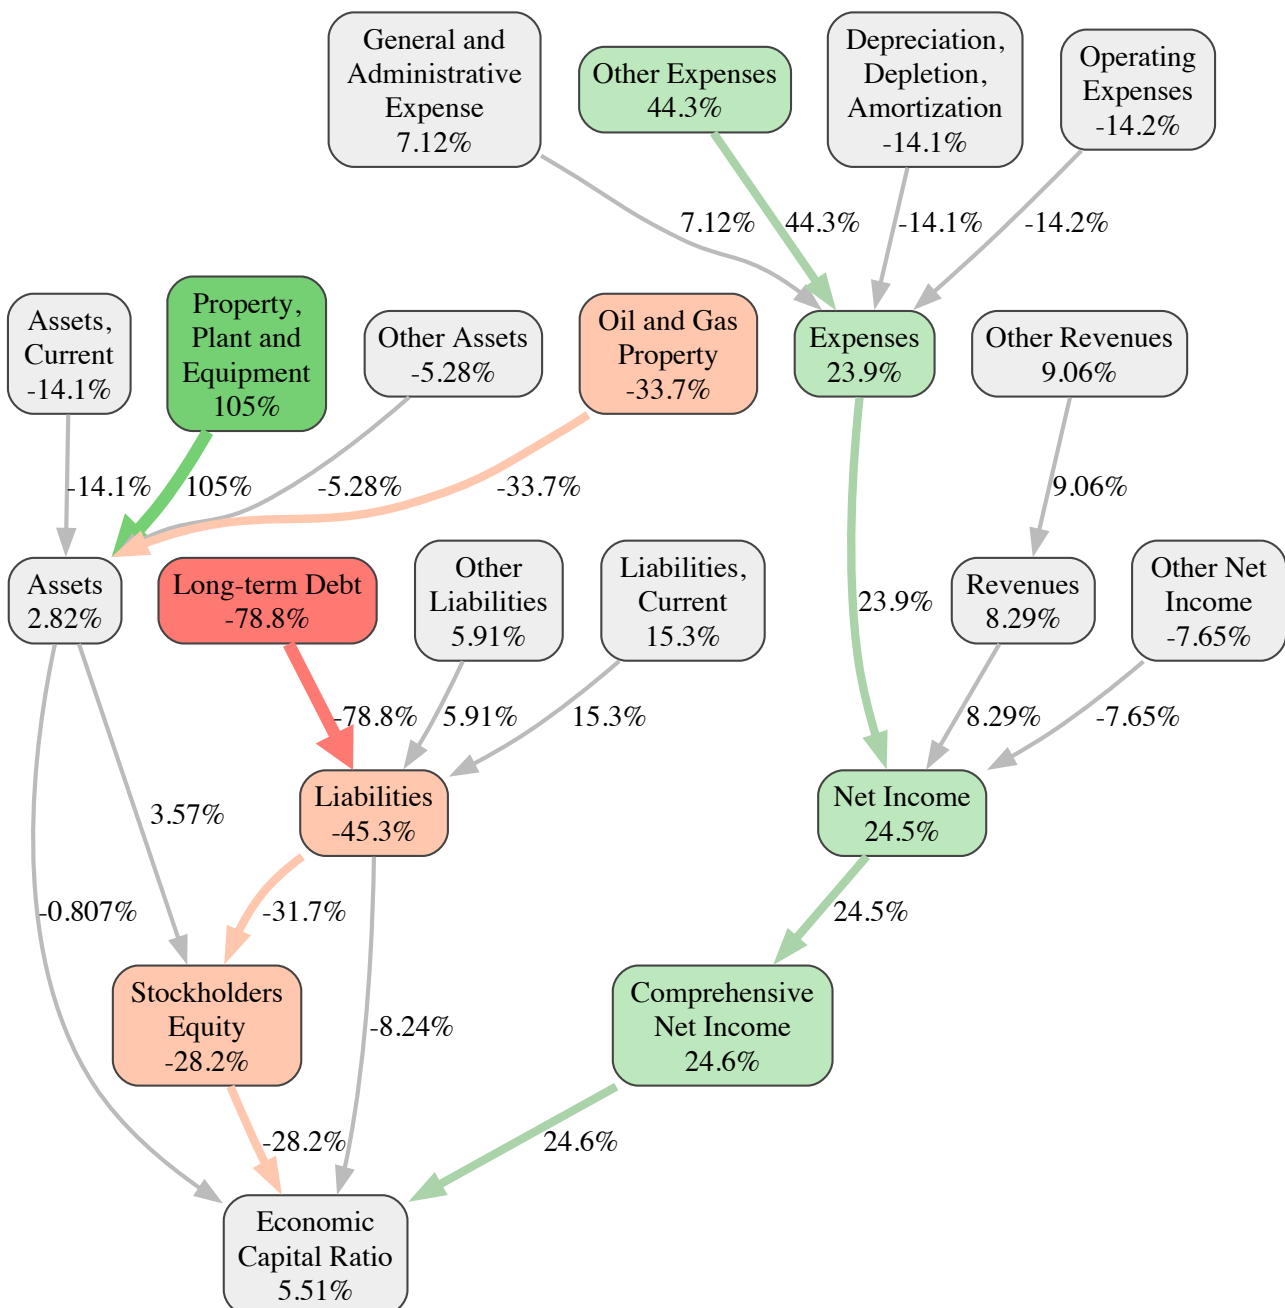 General and
Administrative
Expense
7.12%
Other Expenses
44.3%
Depreciation,
Depletion,
Amortization
-14.1%
Operating
Expenses
-14.2%
7.12%
44.3%
-14.1%
-14.2%
Assets,
Current
-14.1%
Property,
Plant and
Equipment
105%
Other Assets
-5.28%
Oil and Gas
Property
-33.7%
Expenses
23.9%
Other Revenues
9.06%
-14.1%
105%
-5.28%
-33.7%
9.06%
Assets
2.82%
Long-term Debt
-78.8%
Other
Liabilities
5.91%
Liabilities,
Current
15.3%
23.9%
Revenues
8.29%
Other Net
Income
-7.65%
-78.8%
5.91%
15.3%
8.29%
-7.65%
3.57%
Liabilities
-45.3%
Net Income
24.5%
-0.807%
-31.7%
24.5%
Stockholders
Equity
-28.2%
-8.24%
Comprehensive
Net Income
24.6%
-28.2%
24.6%
Economic
Capital Ratio
5.51%